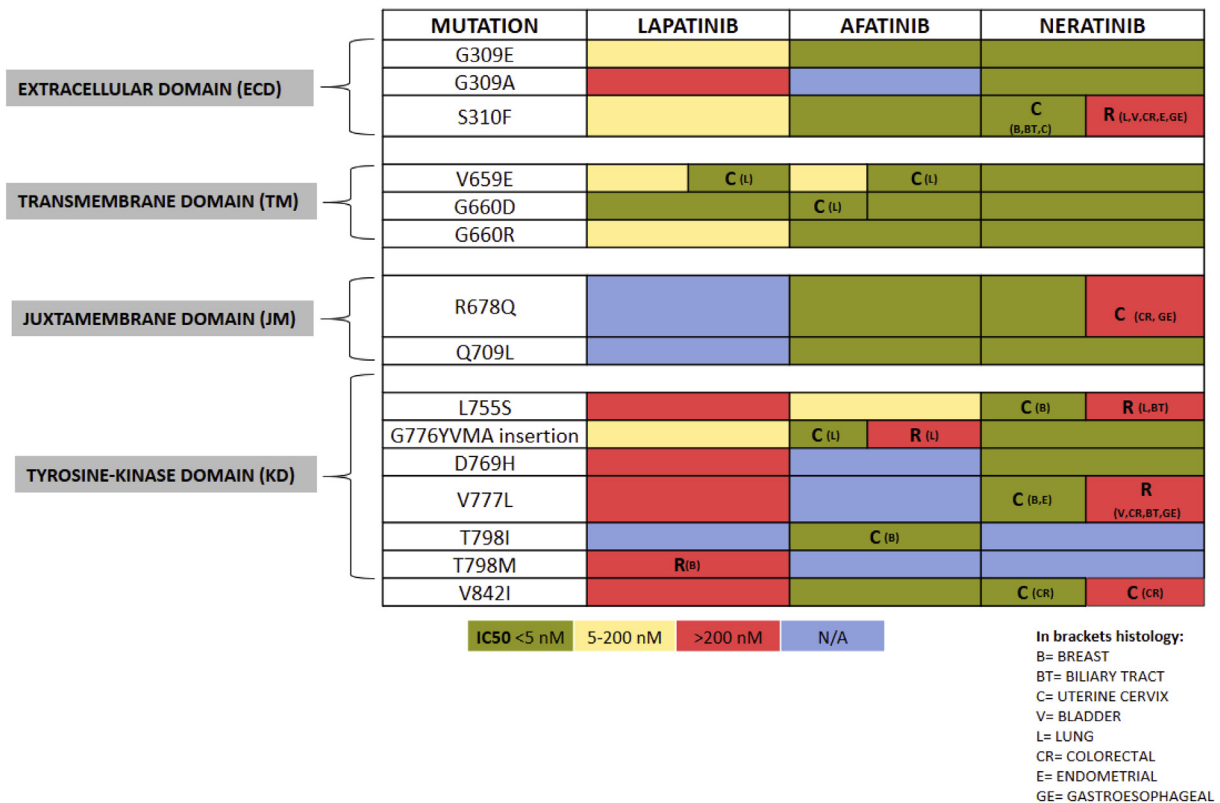 MUTATION LAPATINIB AFATINIB NERATINIB
EXTRACELLULAR DOMAIN (ECD)
G309E
G309A
S310F C (B,BT,C) R (L,V,CR,E,GE)
TRANSMEMBRANE DOMAIN (TM)
V659E C (L) C (L)
G660D C (L)
G660R
JUXTAMEMBRANE DOMAIN (JM)
R678Q C (CR, GE)
Q709L
TYROSINE-KINASE DOMAIN (KD)
L755S C (B) R (L,BT)
G776YVMA insertion C (L) R (L)
D769H
V777L C (B,E) R (V,CR,BT,GE)
T798I C (B)
T798M R(B)
V842I C (CR) C (CR)
IC50 <5 nM 5-200 nM >200 nM N/A
In brackets histology:
B= BREAST
BT= BILIARY TRACT
C= UTERINE CERVIX
V= BLADDER
L= LUNG
CR= COLORECTAL
E= ENDOMETRIAL
GE= GASTROESOPHAGEAL